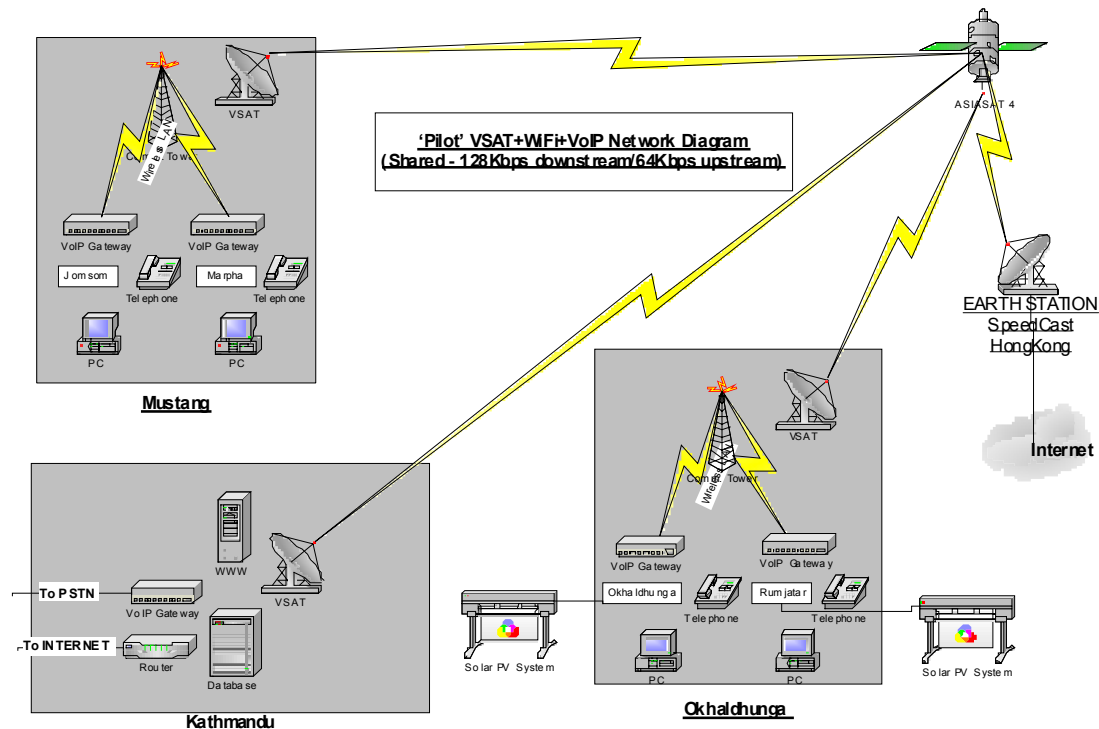 VSAT
ASIASAT 4
'Pilot' VSAT+WiFi+VoIP Network Diagram
(Shared - 128Kbps downstream/64Kbps upstream)
Wireless LAN
VoIP Gateway
VoIP Gateway
Jomsom
Marpha
Telephone
Telephone
PC
PC
Mustang
EARTH STATION
SpeedCast
HongKong
Internet
VSAT
Comm. Tower
Wireless
VoIP Gateway
VoIP Gateway
Okhaldhunga
Rumjatar
Telephone
Telephone
PC
PC
Solar PV System
Solar PV System
Okhaldhunga
WWW
VSAT
To PSTN
VoIP Gateway
To INTERNET
Router
Database
Kathmandu